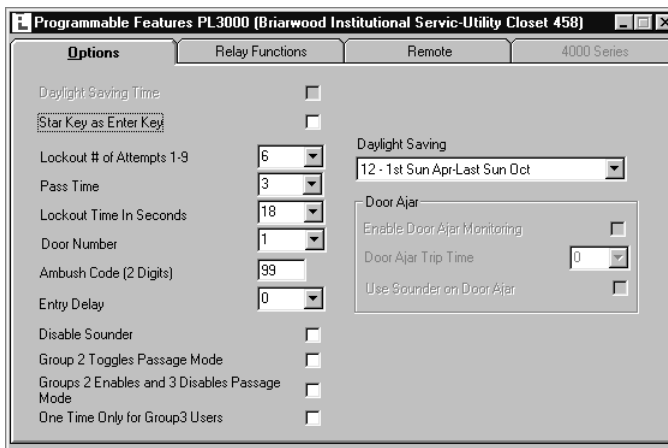 Programmable Features PL3000 (Briarwood Institutional Servic-Utility Closet 458)
Options
Relay Functions
Remote
4000 Series
Daylight Saving Time
Star Key as Enter Key
Lockout # of Attempts 1-9
6
Pass Time
3
Lockout Time In Seconds
18
Door Number
1
Ambush Code (2 Digits)
99
Entry Delay
0
Disable Sounder
Group 2 Toggles Passage Mode
Groups 2 Enables and 3 Disables Passage
Mode
One Time Only for Group3 Users
Daylight Saving
12 - 1st Sun Apr-Last Sun Oct
Door Ajar
Enable Door Ajar Monitoring
Door Ajar Trip Time
0
Use Sounder on Door Ajar